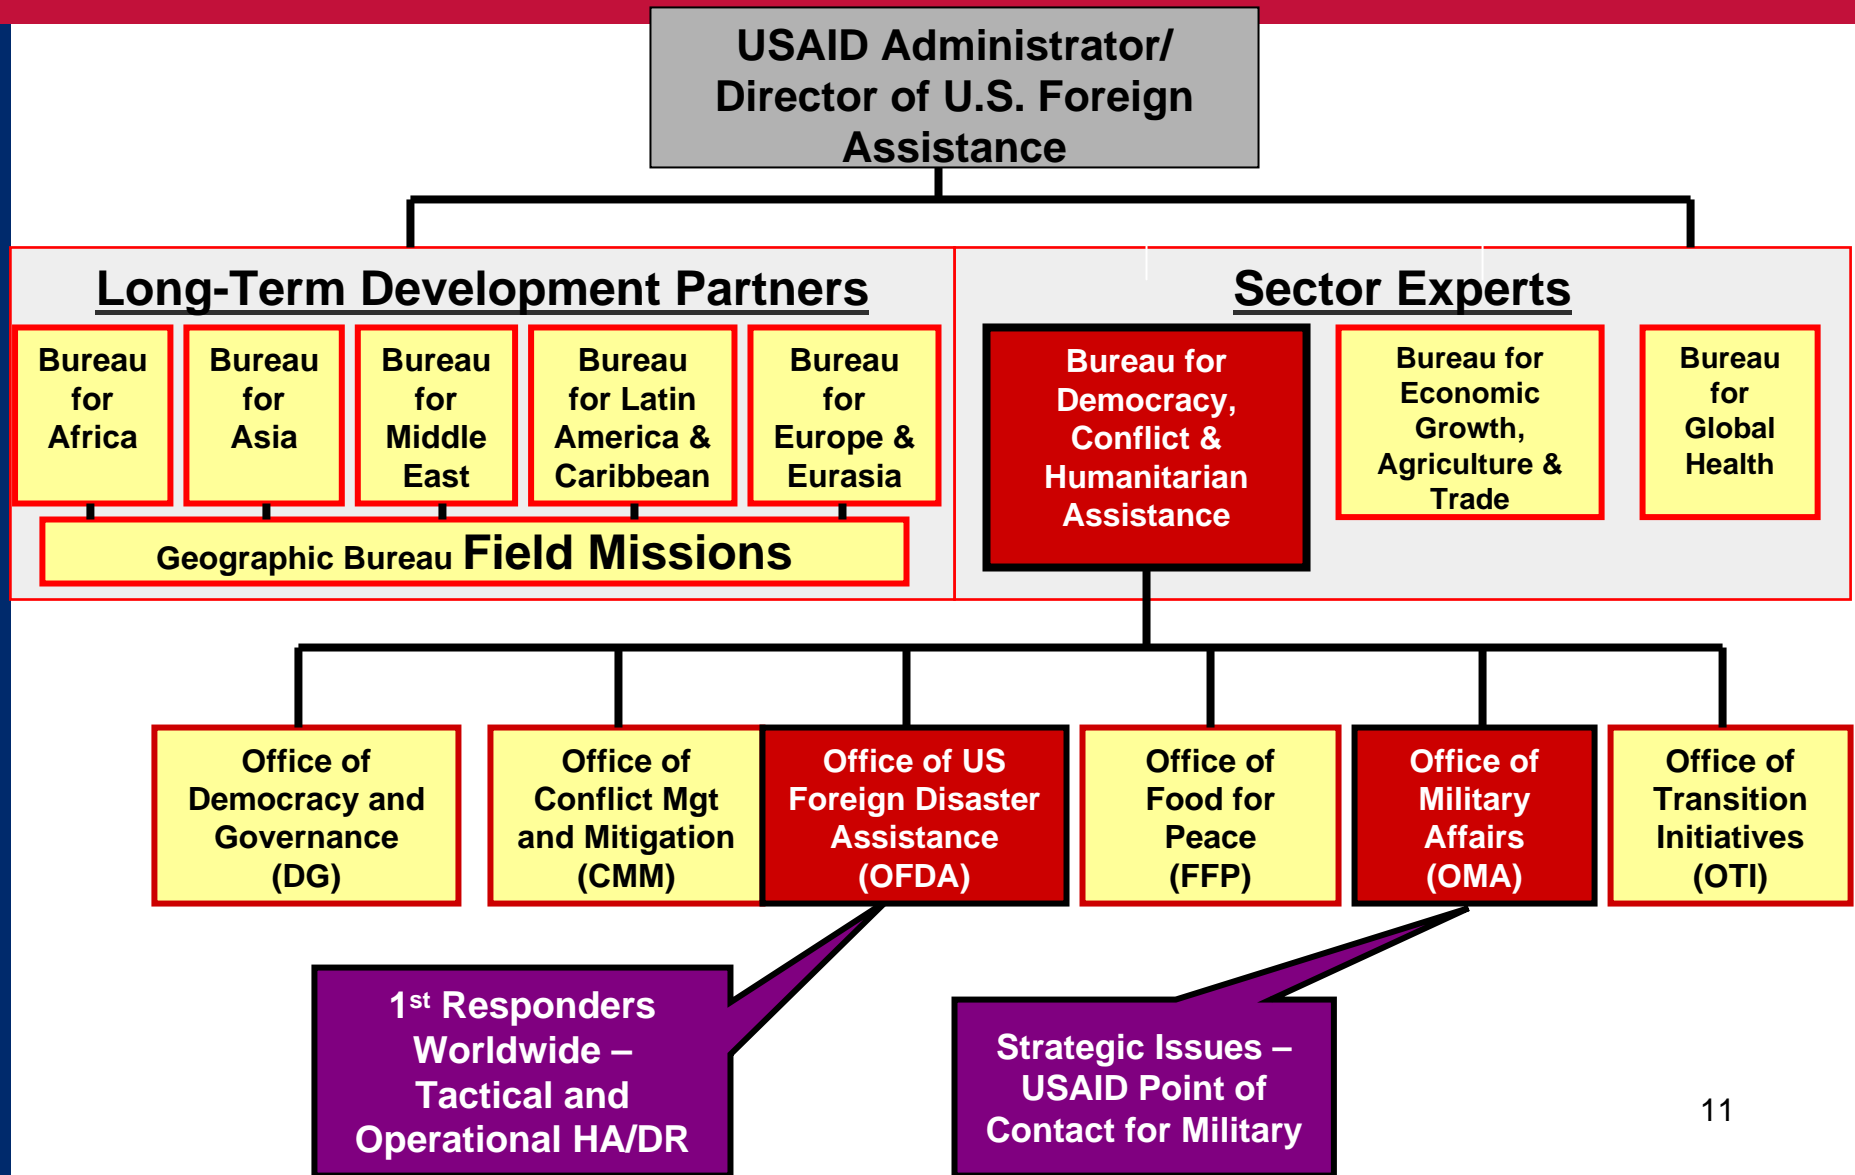 USAID Administrator/
Director of U.S. Foreign
Assistance
Long-Term Development Partners
Sector Experts
Bureau
for
Africa
Bureau
for
Asia
Bureau
for
Middle
East
Bureau
for Latin
America &
Caribbean
Bureau
for
Europe &
Eurasia
Bureau for
Democracy,
Conflict &
Humanitarian
Assistance
Bureau for
Economic
Growth,
Agriculture &
Trade
Bureau
for
Global
Health
Geographic Bureau Field Missions
Office of
Democracy and
Governance
(DG)
Office of
Conflict Mgt
and Mitigation
(CMM)
Office of US
Foreign Disaster
Assistance
(OFDA)
Office of
Food for
Peace
(FFP)
Office of
Military
Affairs
(OMA)
Office of
Transition
Initiatives
(OTI)
1st Responders
Worldwide –
Tactical and
Operational HA/DR
Strategic Issues –
USAID Point of
Contact for Military
11